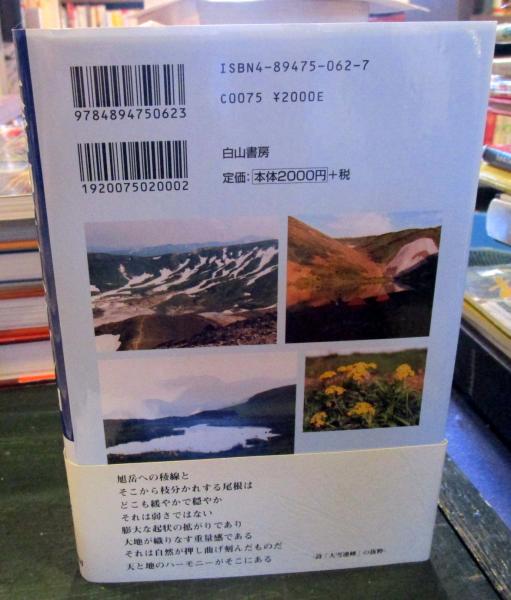 ISBN4-89475-062-7
C0075 ¥2000E
9784894750623
白山書房
定価：本体2000円+税
1920075020002
旭岳への稜線と
そこから枝分かれする尾根は
どこも緩やかで穏やか
それは弱さではない
膨大な起伏の拡がりであり
大地が織りなす重量感である
それは自然が押し曲げ刻んだものだ
天と地のハーモニーがそこにある